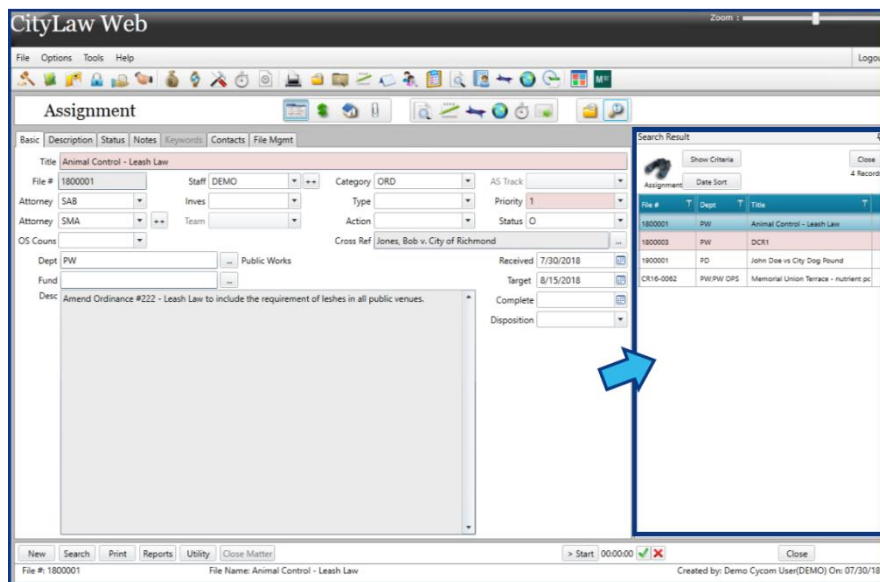 CityLaw Web
Zoom :
File Options Tools Help
Logou
Assignment
Basic Description Status Notes Keywords Contacts File Mgmt
Title Animal Control - Leash Law
File # 1800001 Staff DEMO ++ Category ORD AS Track
Attorney SAB Inves Type Priority 1
Attorney SMA ++ Team Action Status O
OS Couns Cross Ref Jones, Bob v. City of Richmond ...
Dept PW ... Public Works Received 7/30/2018
Fund ... Target 8/15/2018
Desc Amend Ordinance #222 - Leash Law to include the requirement of leshes in all public venues. Complete
Disposition
Search Result
Show Criteria Close
4 Record
Assignment Date Sort
File # Dept Title
1800001 PW Animal Control - Leash Law
1800003 PW DCR1
1900001 PD John Doe vs City Dog Pound
CR16-0062 PW;PW OPS Memorial Union Terrace - nutrient pc
New Search Print Reports Utility Close Matter > Start 00:00:00 Close
File #: 1800001 File Name: Animal Control - Leash Law Created by: Demo Cycom User(DEMO) On: 07/30/18